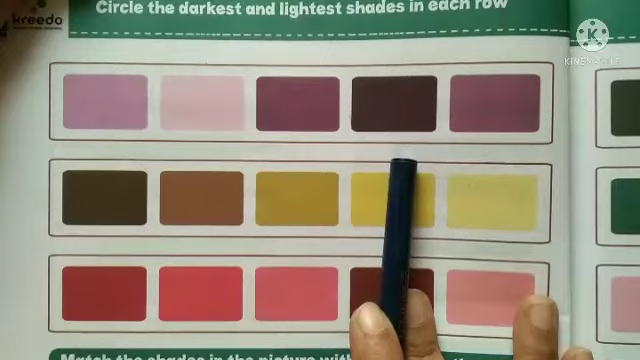 kreedo
Circle the darkest and lightest shades in each row
K
KINEMASTER
Match the shades in the picture with